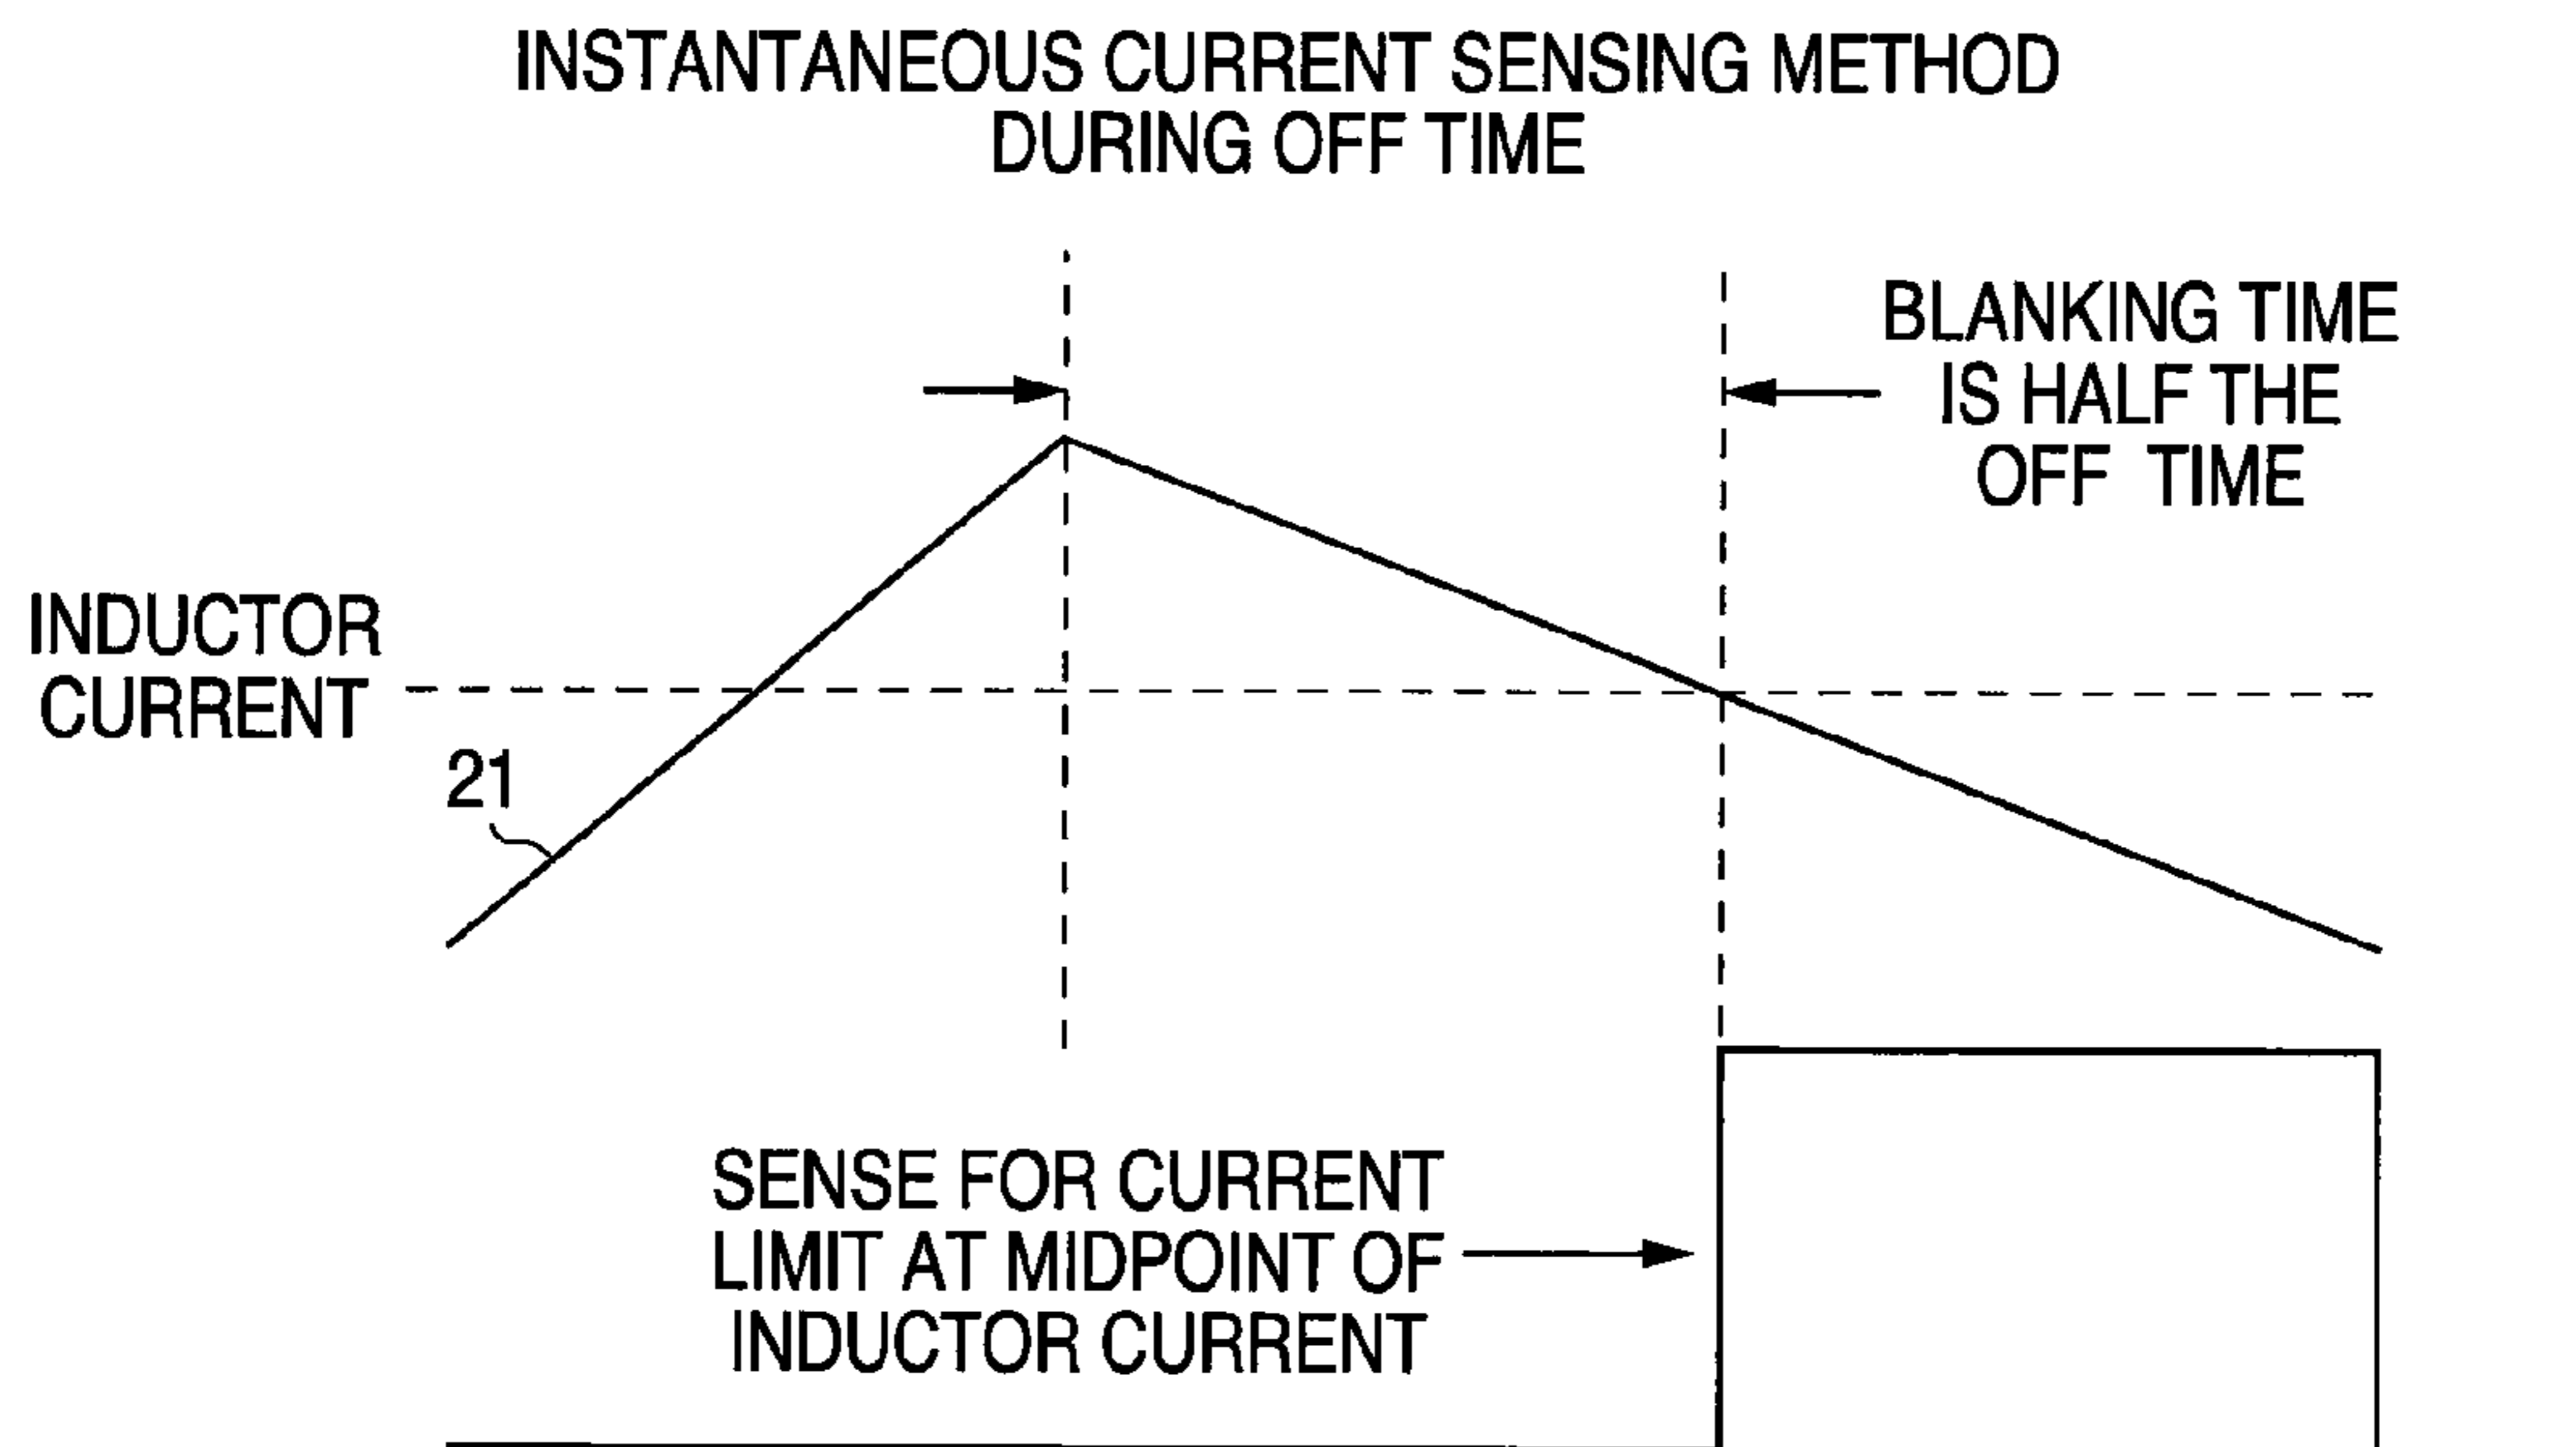 INSTANTANEOUS CURRENT SENSING METHOD
DURING OFF TIME
BLANKING TIME
IS HALF THE
OFF TIME
INDUCTOR
CURRENT
21
SENSE FOR CURRENT
LIMIT AT MIDPOINT OF
INDUCTOR CURRENT